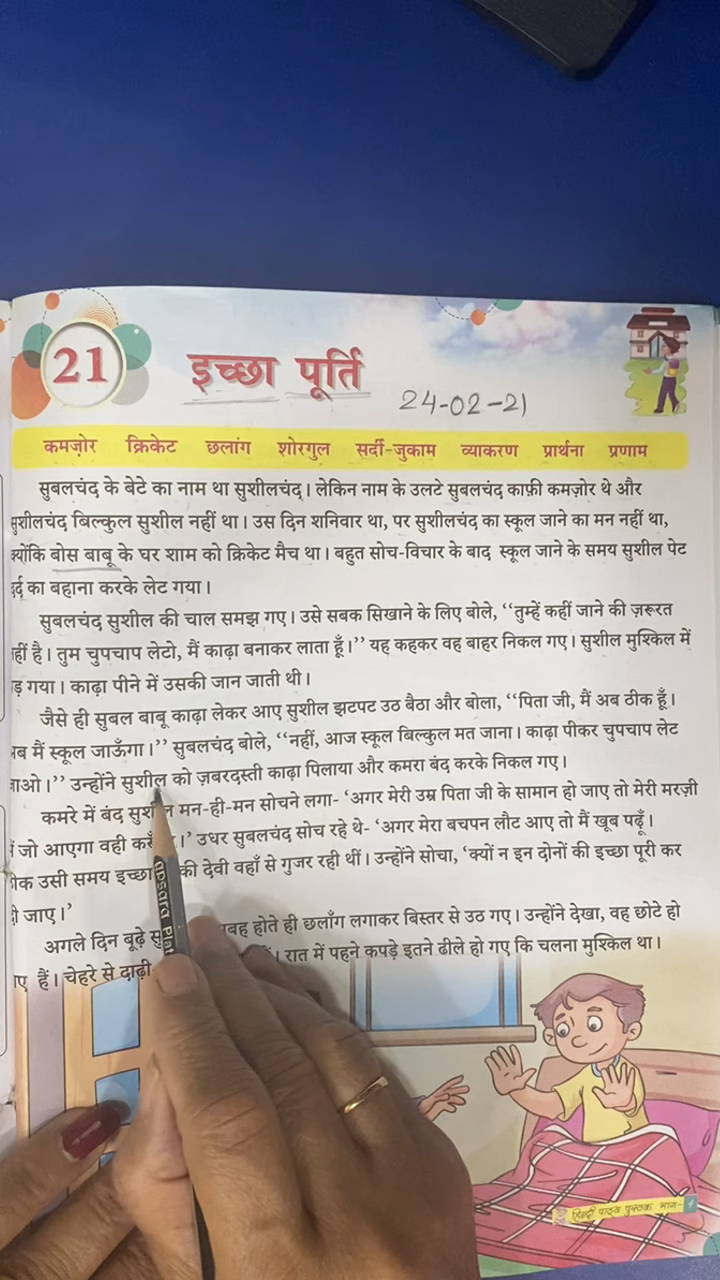 21
इच्छा पूर्ति
24-02-21
कमज़ोर क्रिकेट छलांग शोरगुल सर्दी-जुकाम व्याकरण प्रार्थना प्रणाम
सुबलचंद के बेटे का नाम था सुशीलचंद। लेकिन नाम के उलटे सुबलचंद काफ़ी कमज़ोर थे और
सुशीलचंद बिल्कुल सुशील नहीं था। उस दिन शनिवार था, पर सुशीलचंद का स्कूल जाने का मन नहीं था,
क्योंकि बोस बाबू के घर शाम को क्रिकेट मैच था। बहुत सोच-विचार के बाद स्कूल जाने के समय सुशील पेट
का बहाना करके लेट गया।
सुबलचंद सुशील की चाल समझ गए। उसे सबक सिखाने के लिए बोले, “तुम्हें कहीं जाने की ज़रूरत
है। तुम चुपचाप लेटो, मैं काढ़ा बनाकर लाता हूँ।” यह कहकर वह बाहर निकल गए। सुशील मुश्किल में
गया। काढ़ा पीने में उसकी जान जाती थी।
जैसे ही सुबल बाबू काढ़ा लेकर आए सुशील झटपट उठ बैठा और बोला, “पिता जी, मैं अब ठीक हूँ।
मैं स्कूल जाऊँगा।” सुबलचंद बोले, “नहीं, आज स्कूल बिल्कुल मत जाना। काढ़ा पीकर चुपचाप लेट
उन्होंने सुशील को ज़बरदस्ती काढ़ा पिलाया और कमरा बंद करके निकल गए।
कमरे में बंद मन-ही-मन सोचने लगा- ‘अगर मेरी उम्र पिता जी के सामान हो जाए तो मेरी मरज़ी
जो आएगा वही उधर सुबलचंद सोच रहे थे- ‘अगर मेरा बचपन लौट आए तो मैं खूब पढ़ूँ।
उसी समय इच्छा की देवी वहाँ से गुजर रही थीं। उन्होंने सोचा, ‘क्यों न इन दोनों की इच्छा पूरी कर
जाए।’
अगले दिन बूढ़े होते ही छलाँग लगाकर बिस्तर से उठ गए। उन्होंने देखा, वह छोटे हो
हैं। चेहरे से दाढ़ी रात में पहने कपड़े इतने ढीले हो गए कि चलना मुश्किल था।
हिन्दी पाठ्य पुस्तक भाग-